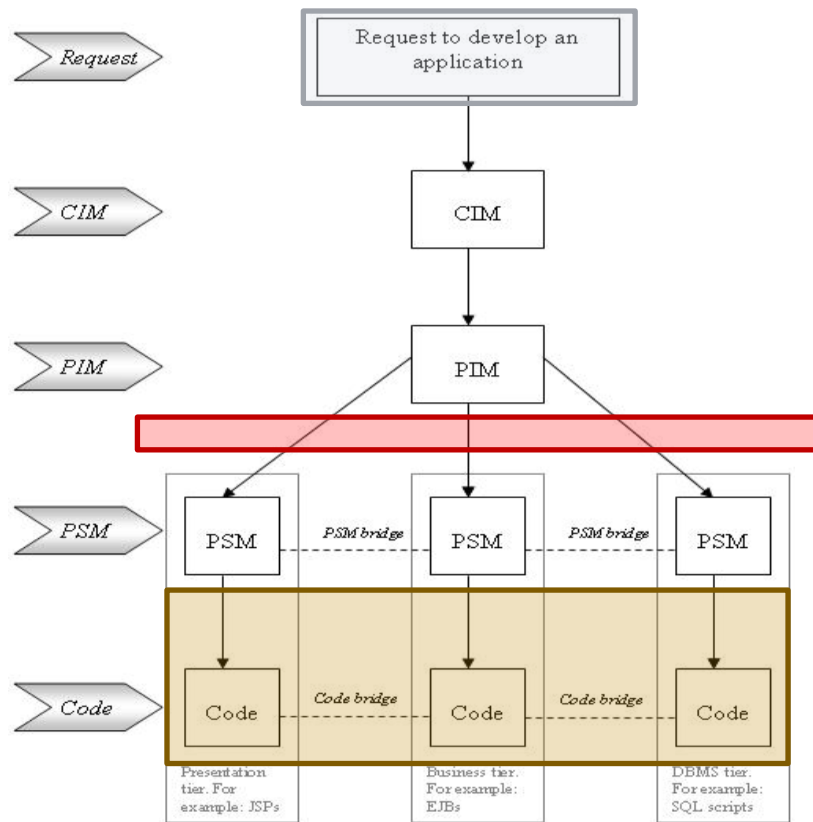 Request
Request to develop an
application
CIM
CIM
PIM
PIM
PSM
PSM
PSM bridge
PSM
PSM bridge
PSM
Code
Code
Code bridge
Code
Code bridge
Code
Presentation
tier. For
example: JSPs
Business tier.
For example:
EJBs
DBMS tier.
For example:
SQL scripts